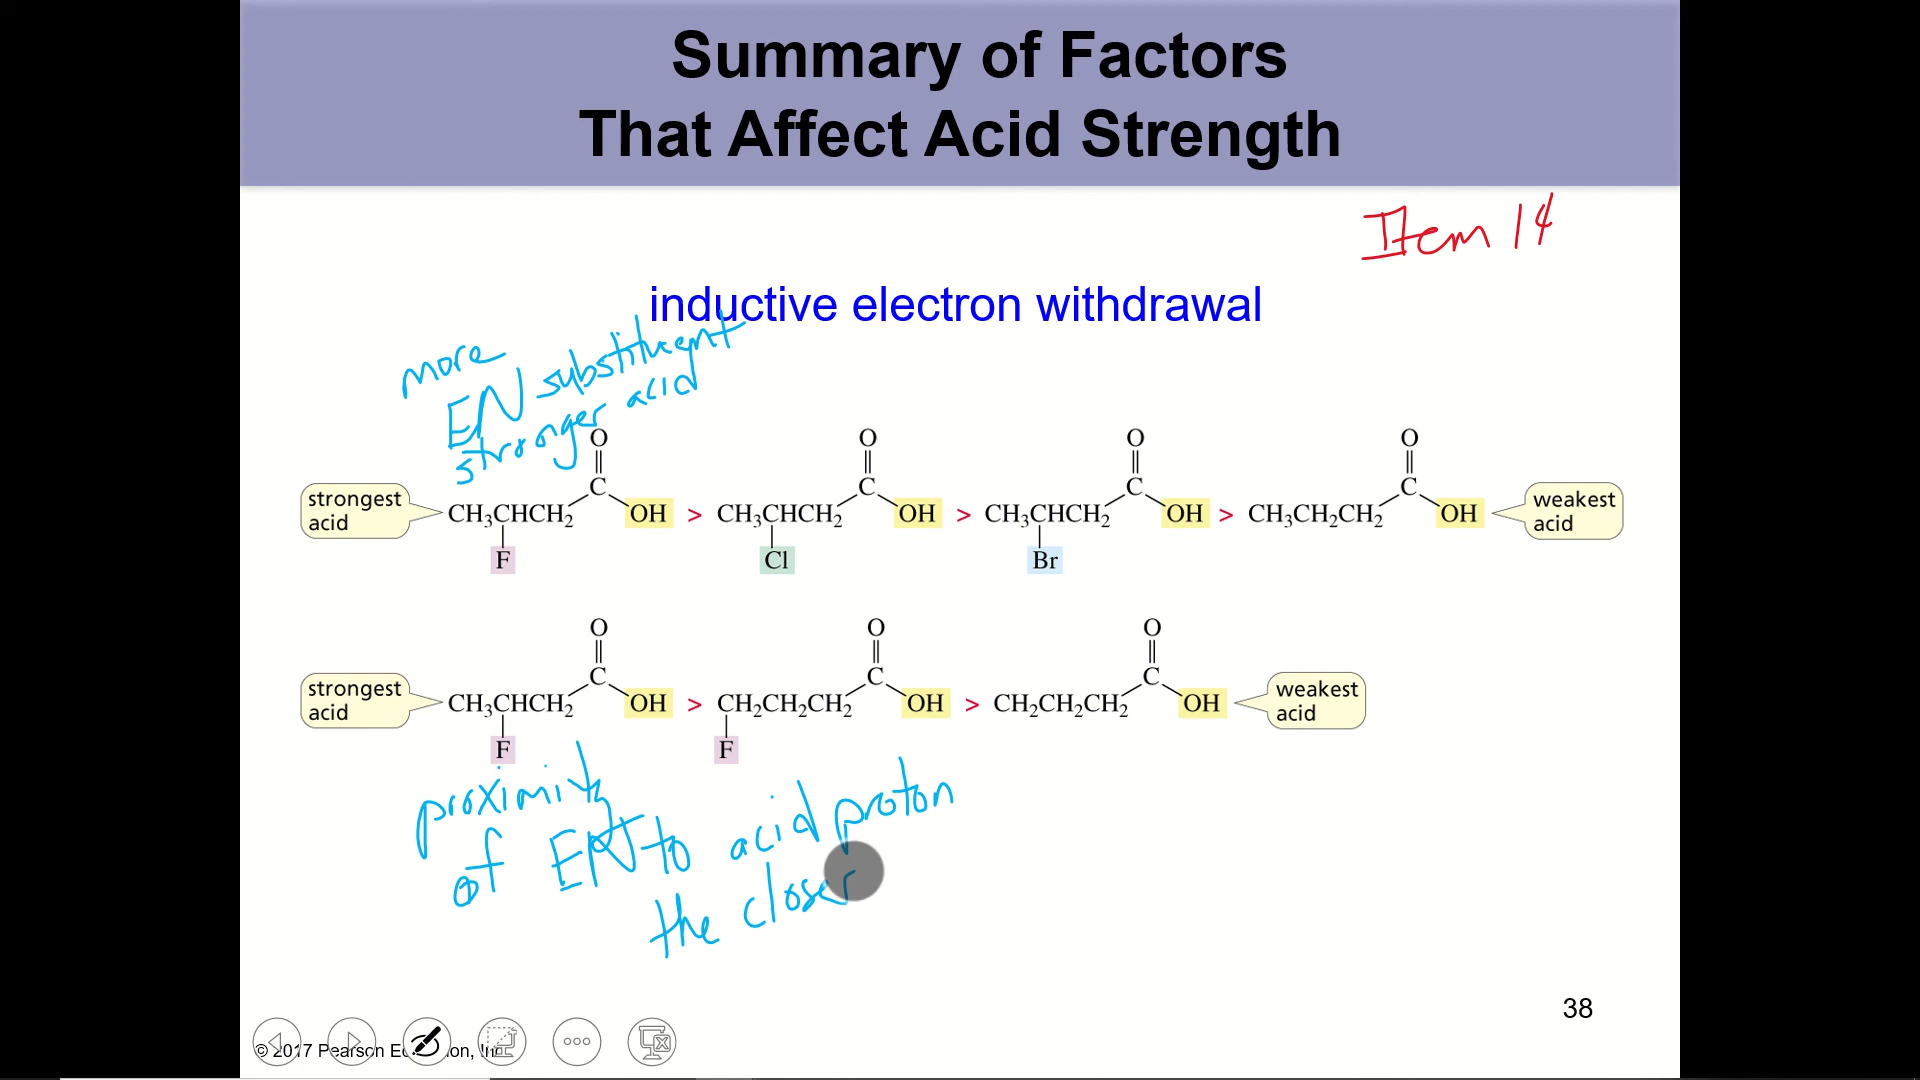 Summary of Factors
That Affect Acid Strength
Item 14
inductive electron withdrawal
more
EN substituent
stronger acid
strongest
acid
O
C
CH₃CHCH₂
OH
F
>
O
C
CH₃CHCH₂
OH
Cl
>
O
C
CH₃CHCH₂
OH
Br
>
O
C
CH₃CH₂CH₂
OH
weakest
acid
strongest
acid
O
C
CH₃CHCH₂
OH
F
>
O
C
CH₂CH₂CH₂
OH
F
>
O
C
CH₂CH₂CH₂
OH
weakest
acid
proximity
of EN to acid proton
the closer
38
© 2017 Pearson